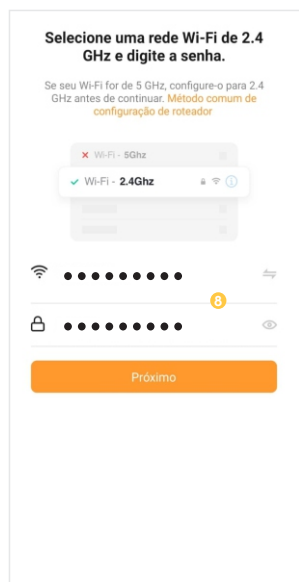 Selecione uma rede Wi-Fi de 2.4
GHz e digite a senha.
Se seu Wi-Fi for de 5 GHz, configure-o para 2.4
GHz antes de continuar. Método comum de
configuração de roteador
Wi-Fi - 5Ghz
Wi-Fi - 2.4Ghz
●●●●●●●●●
8
●●●●●●●●●
Próximo